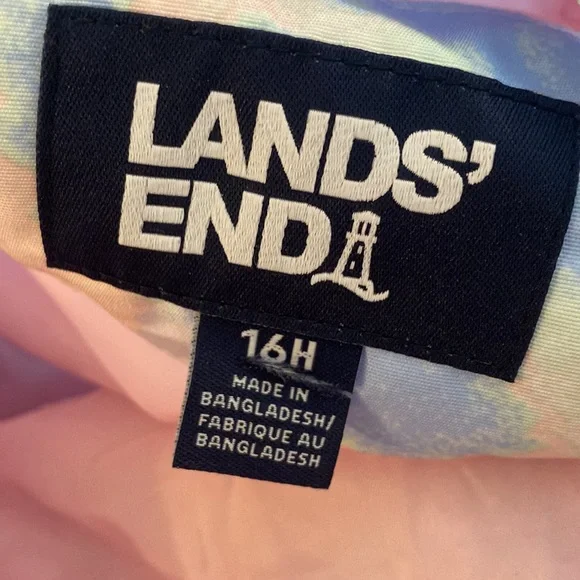 LANDS'
END
16H
MADE IN
BANGLADESH/
FABRIQUE AU
BANGLADESH